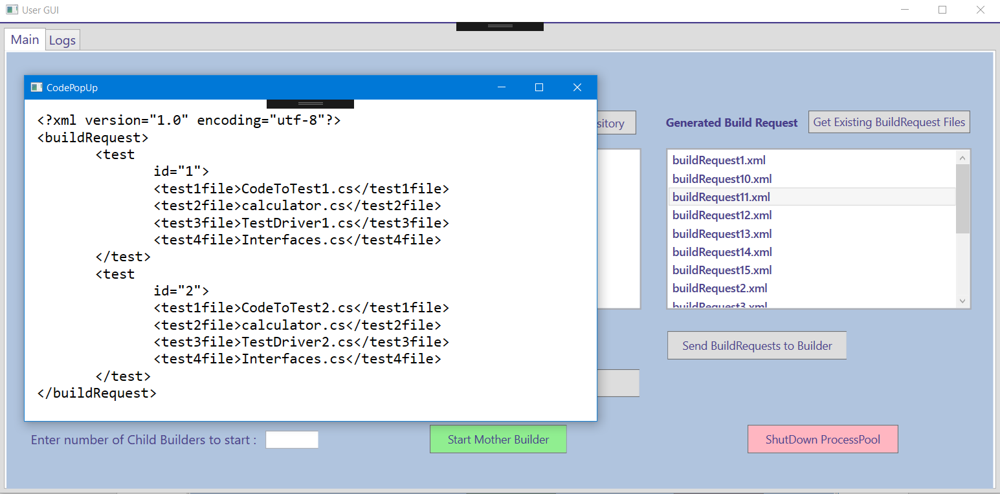 User GUI
Main Logs
CodePopUp
<?xml version="1.0" encoding="utf-8"?>
<buildRequest>
<test
id="1">
<test1file>CodeToTest1.cs</test1file>
<test2file>calculator.cs</test2file>
<test3file>TestDriver1.cs</test3file>
<test4file>Interfaces.cs</test4file>
</test>
<test
id="2">
<test1file>CodeToTest2.cs</test1file>
<test2file>calculator.cs</test2file>
<test3file>TestDriver2.cs</test3file>
<test4file>Interfaces.cs</test4file>
</test>
</buildRequest>
Generated Build Request
Get Existing BuildRequest Files
buildRequest1.xml
buildRequest10.xml
buildRequest11.xml
buildRequest12.xml
buildRequest13.xml
buildRequest14.xml
buildRequest15.xml
buildRequest2.xml
buildRequest3.xml
Send BuildRequests to Builder
Enter number of Child Builders to start :
Start Mother Builder
ShutDown ProcessPool